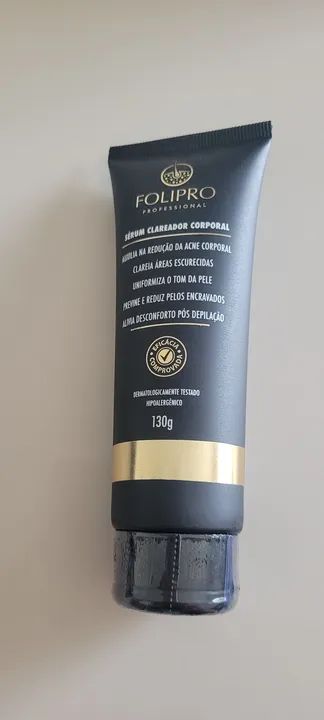 FOLIPRO
PROFESSIONAL
SÉRUM CLAREADOR CORPORAL
AUXILIA NA REDUÇÃO DA ACNE CORPORAL
CLAREIA ÁREAS ESCURECIDAS
UNIFORMIZA O TOM DA PELE
PREVINE E REDUZ PELOS ENCRAVADOS
ALIVIA DESCONFORTO PÓS DEPILAÇÃO
EFICÁCIA
COMPROVADA
DERMATOLOGICAMENTE TESTADO
HIPOALERGÊNICO
130g